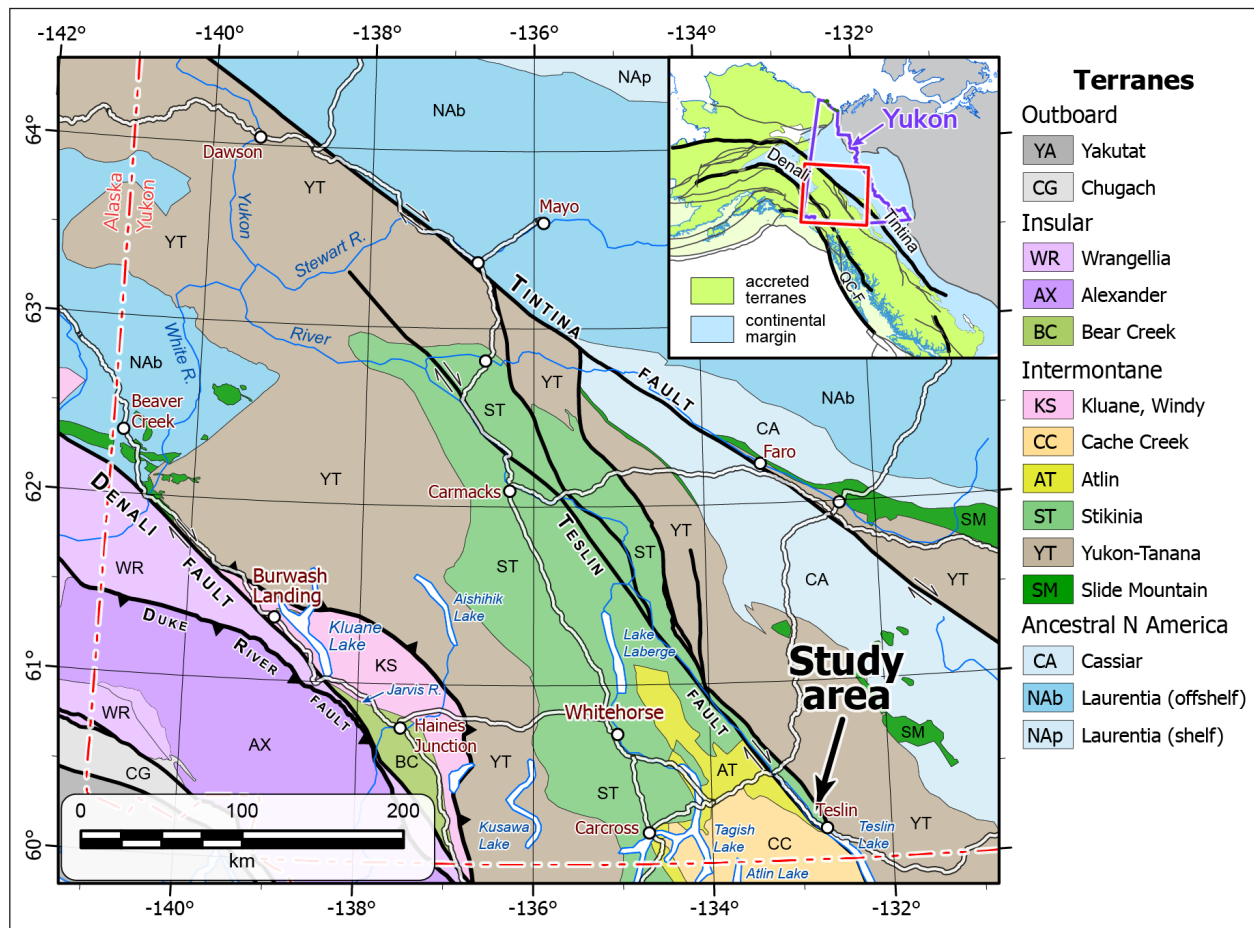 -142° -140° -138° -136° -134° -132°
64°
63°
62°
61°
60°
-140° -138° -136° -134° -132°
NAp
NAb
Dawson
YT
Alaska
Yukon
Yukon
Mayo
YT
Stewart R.
TINTINA
FAULT
White R.
River
NAb
YT
NAb
Beaver
Creek
ST
CA
Faro
YT
Carmacks
SM
DENALI
FAULT
TESLIN
FAULT
YT
ST
WR
ST
CA
YT
Burwash
Landing
Aishihik
Lake
DUKE
RIVER
FAULT
Kluane
Lake
Lake
Laberge
KS
Study
area
Jarvis R.
WR
Whitehorse
Haines
Junction
SM
AX
BC
YT
AT
CG
ST
Teslin
Kusawa
Lake
Carcross
Tagish
Lake
CC
Teslin
Lake
YT
Atlin Lake
0 100 200
km
Yukon
Denali
Tintina
QC-F
accreted
terranes
continental
margin
Terranes
Outboard
YA Yakutat
CG Chugach
Insular
WR Wrangellia
AX Alexander
BC Bear Creek
Intermontane
KS Kluane, Windy
CC Cache Creek
AT Atlin
ST Stikinia
YT Yukon-Tanana
SM Slide Mountain
Ancestral N America
CA Cassiar
NAb Laurentia (offshelf)
NAp Laurentia (shelf)